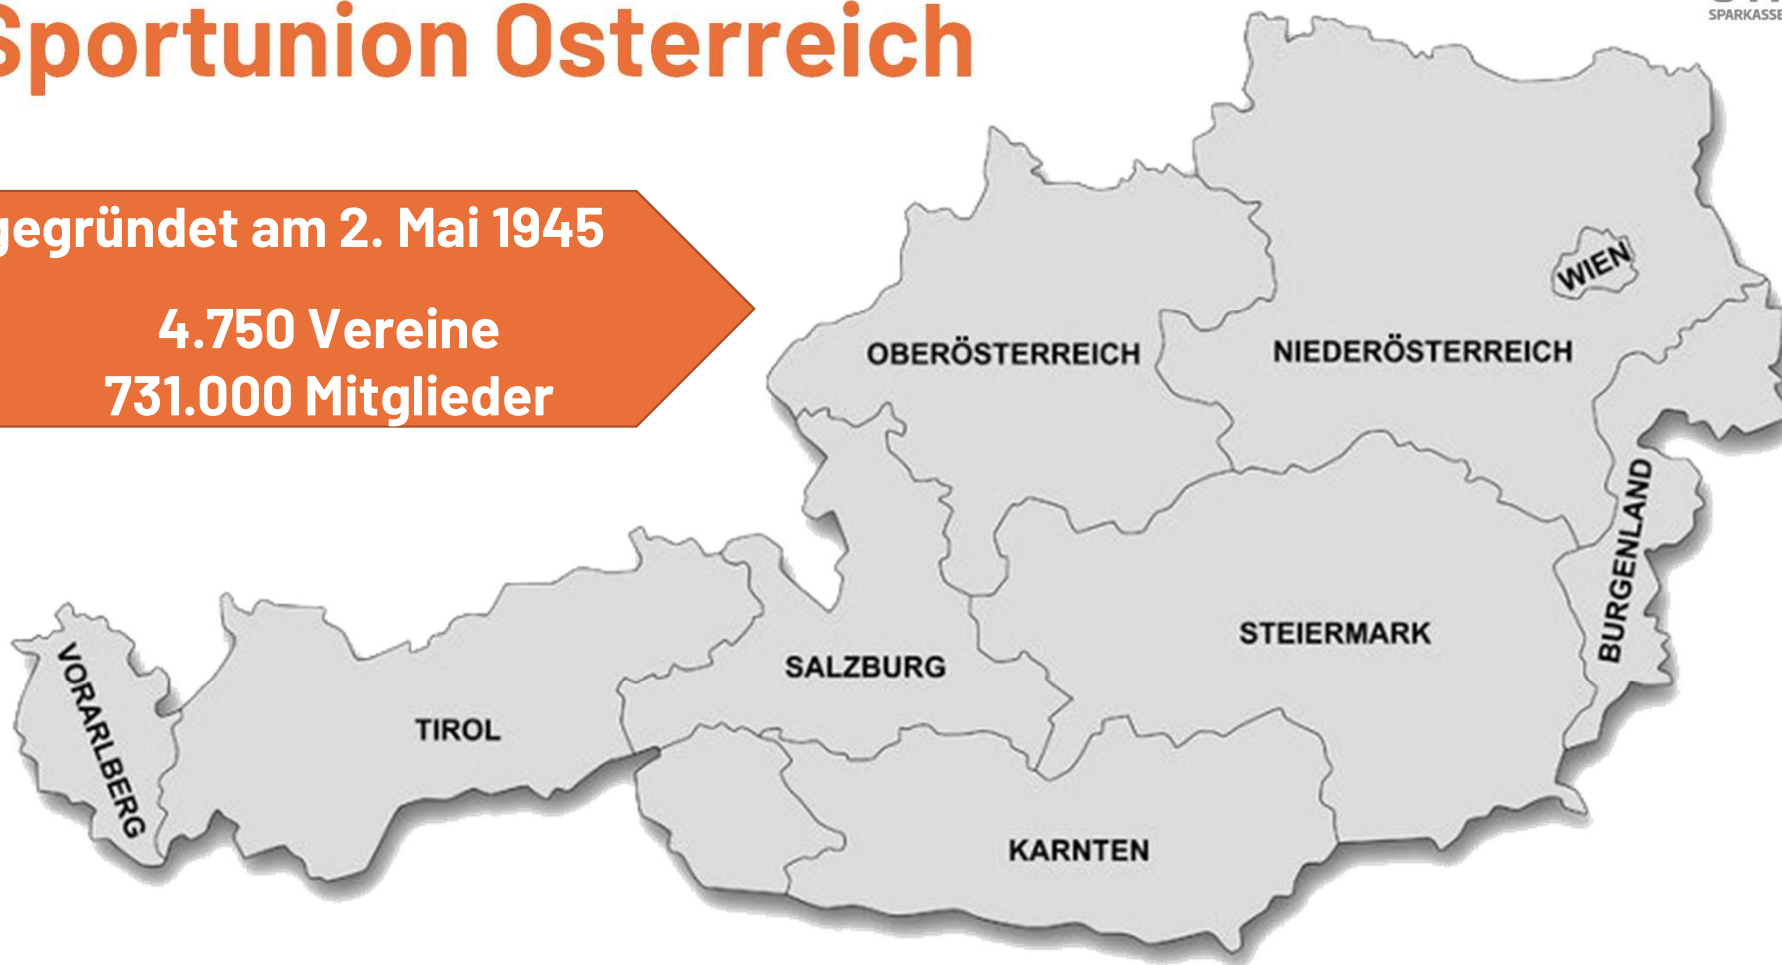 Sportunion Österreich
SPARKASSE
gegründet am 2. Mai 1945
4.750 Vereine
731.000 Mitglieder
WIEN
OBERÖSTERREICH
NIEDERÖSTERREICH
BURGENLAND
STEIERMARK
SALZBURG
VORARLBERG
TIROL
KARNTEN